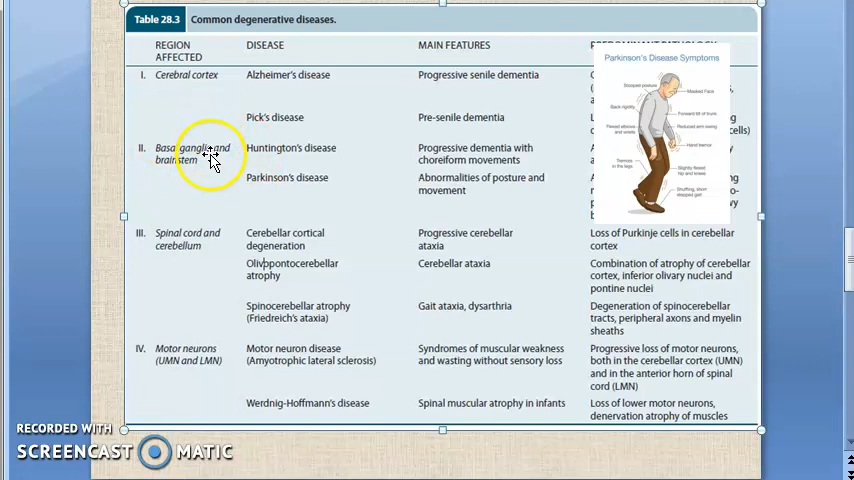 Table 28.3 Common degenerative diseases.
REGION AFFECTED DISEASE MAIN FEATURES
I. Cerebral cortex Alzheimer's disease Progressive senile dementia
Pick's disease Pre-senile dementia
II. Basal ganglia and brainstem Huntington's disease Progressive dementia with choreiform movements
Parkinson's disease Abnormalities of posture and movement
Parkinson's Disease Symptoms
Stooped posture
Masked Face
Back rigidity
Forward tilt of trunk
Flexed elbows and wrists
Reduced arm swing
Hand tremor
Tremors in the legs
Slightly flexed hip and knees
Shuffling, short stepped gait
III. Spinal cord and cerebellum Cerebellar cortical degeneration Progressive cerebellar ataxia Loss of Purkinje cells in cerebellar cortex
Olivopontocerebellar atrophy Cerebellar ataxia Combination of atrophy of cerebellar cortex, inferior olivary nuclei and pontine nuclei
Spinocerebellar atrophy (Friedreich's ataxia) Gait ataxia, dysarthria Degeneration of spinocerebellar tracts, peripheral axons and myelin sheaths
IV. Motor neurons (UMN and LMN) Motor neuron disease (Amyotrophic lateral sclerosis) Syndromes of muscular weakness and wasting without sensory loss Progressive loss of motor neurons, both in the cerebellar cortex (UMN) and in the anterior horn of spinal cord (LMN)
Werdnig-Hoffmann's disease Spinal muscular atrophy in infants Loss of lower motor neurons, denervation atrophy of muscles
RECORDED WITH
SCREENCAST MATIC